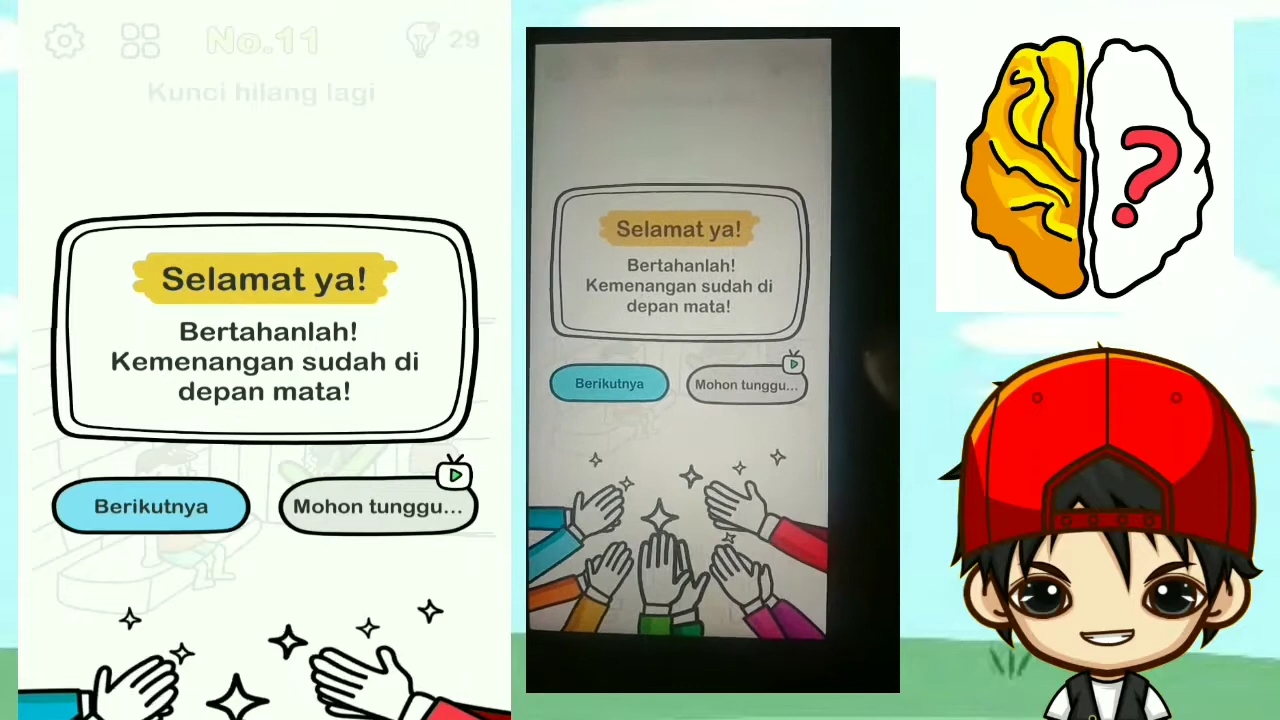 No.11
29
Kunci hilang lagi
Selamat ya!
Bertahanlah!
Kemenangan sudah di
depan mata!
Berikutnya
Mohon tunggu...
Selamat ya!
Bertahanlah!
Kemenangan sudah di
depan mata!
Berikutnya
Mohon tunggu...
?